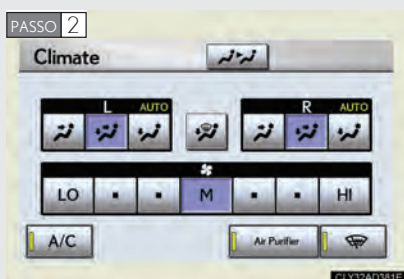 PASSO 2
Climate
L AUTO
R AUTO
LO
M
HI
A/C
Air Purifier
CLY32AD381E